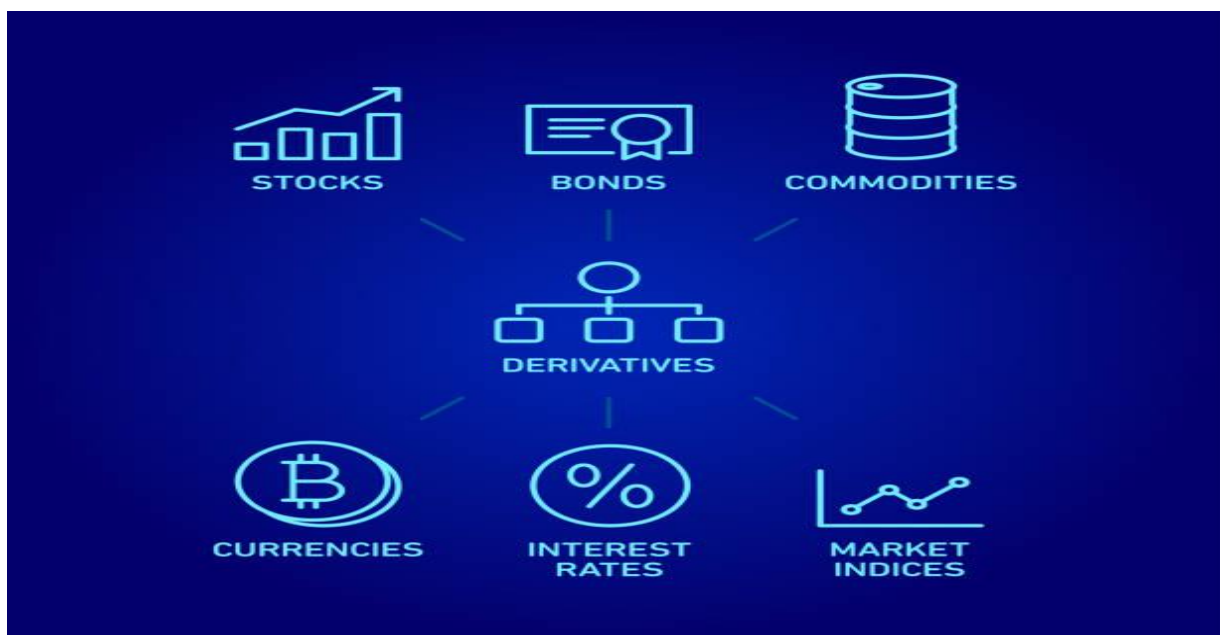 STOCKS
BONDS
COMMODITIES
DERIVATIVES
CURRENCIES
INTEREST
RATES
MARKET
INDICES